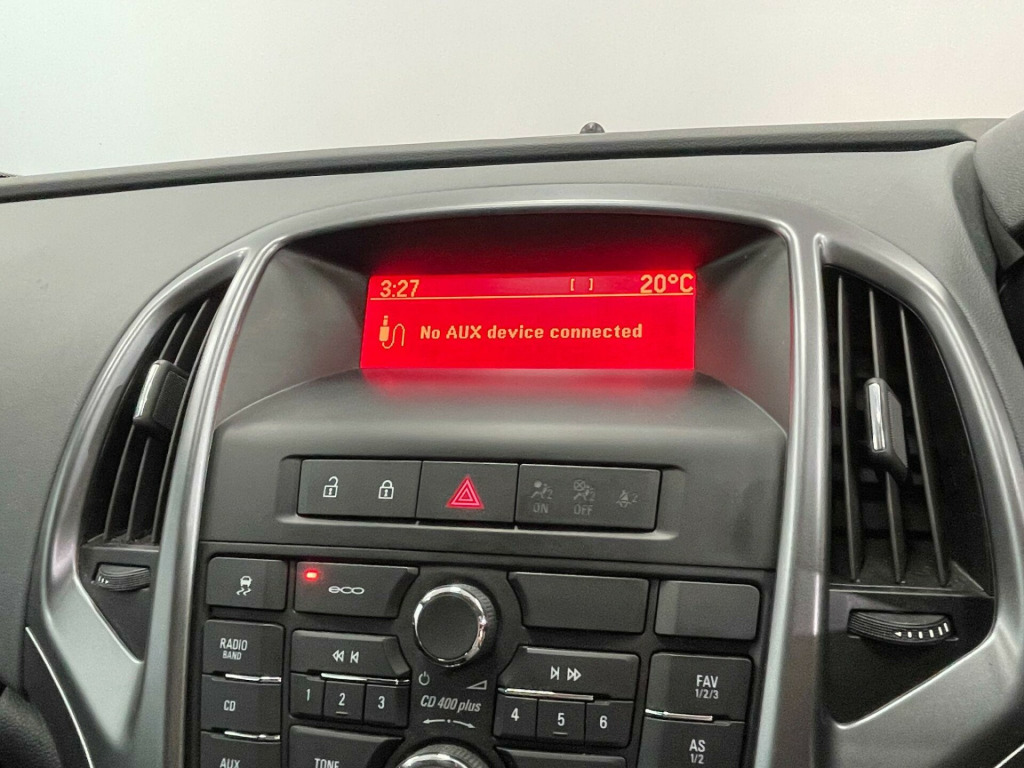 3:27 [ ] 20°C
No AUX device connected
ON OFF
eco
RADIO
BAND
CD
AUX
1 2 3
TONE
CD 400 plus
4 5 6
FAV
1/2/3
AS
1/2